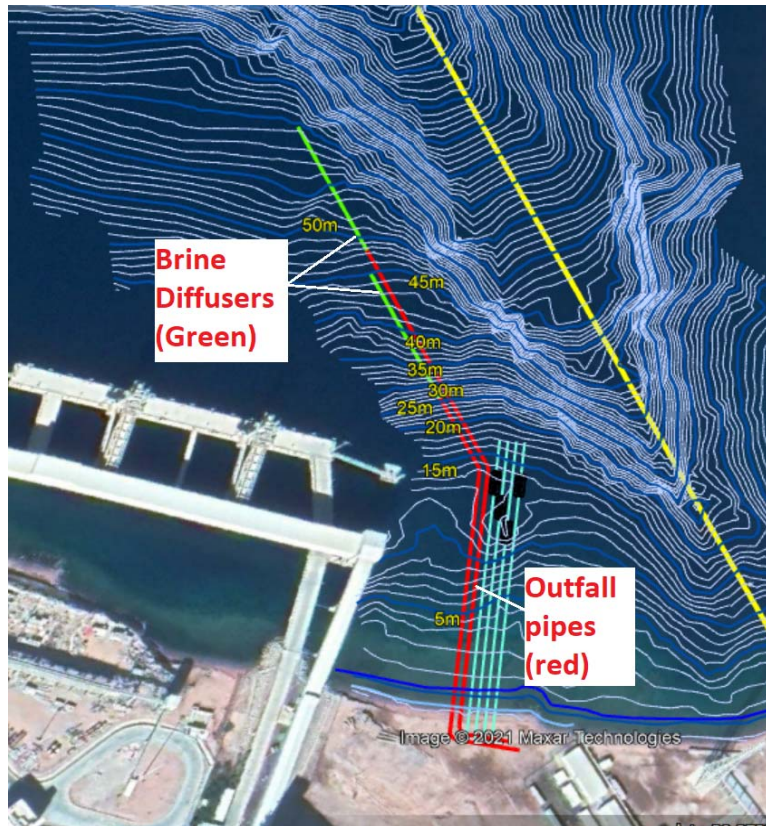 50m
Brine
Diffusers
(Green)
45m
40m
35m
30m
25m
20m
15m
Outfall
pipes
(red)
5m
Image © 2021 Maxar Technologies